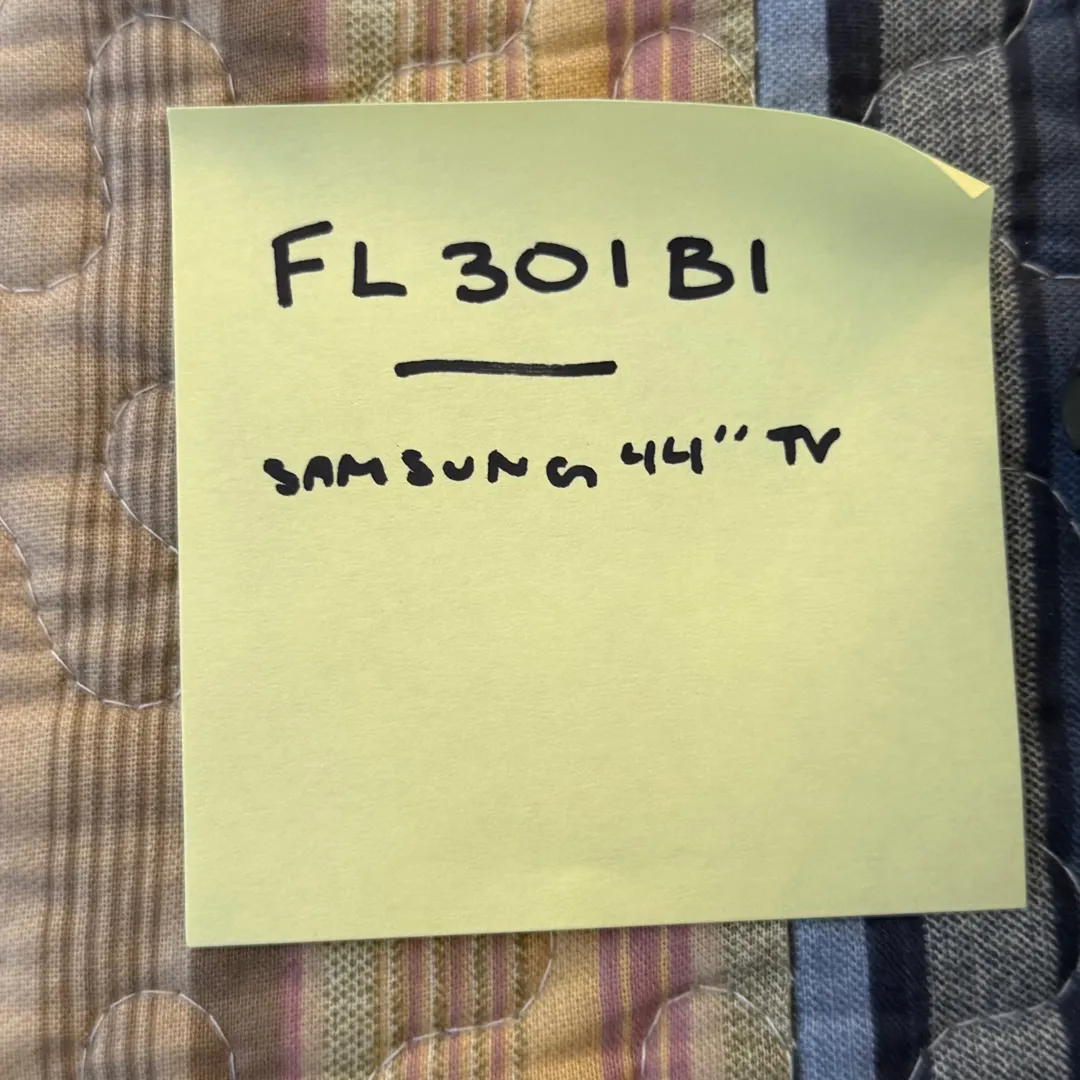 FL 301 B1
SAMSUNG 44" TV